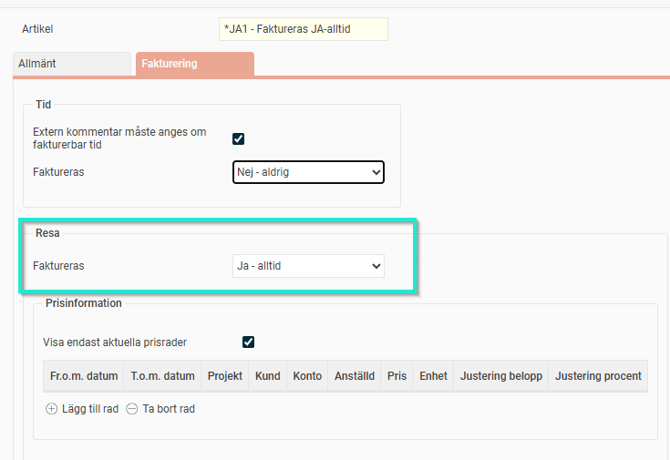 Artikel
*JA1 - Faktureras JA-alltid
Allmänt
Fakturering
Tid
Extern kommentar måste anges om
fakturerbar tid
Faktureras
Nej - aldrig
Resa
Faktureras
Ja - alltid
Prisinformation
Visa endast aktuella prisrader
Fr.o.m. datum T.o.m. datum Projekt Kund Konto Anställd Pris Enhet Justering belopp Justering procent
Lägg till rad Ta bort rad